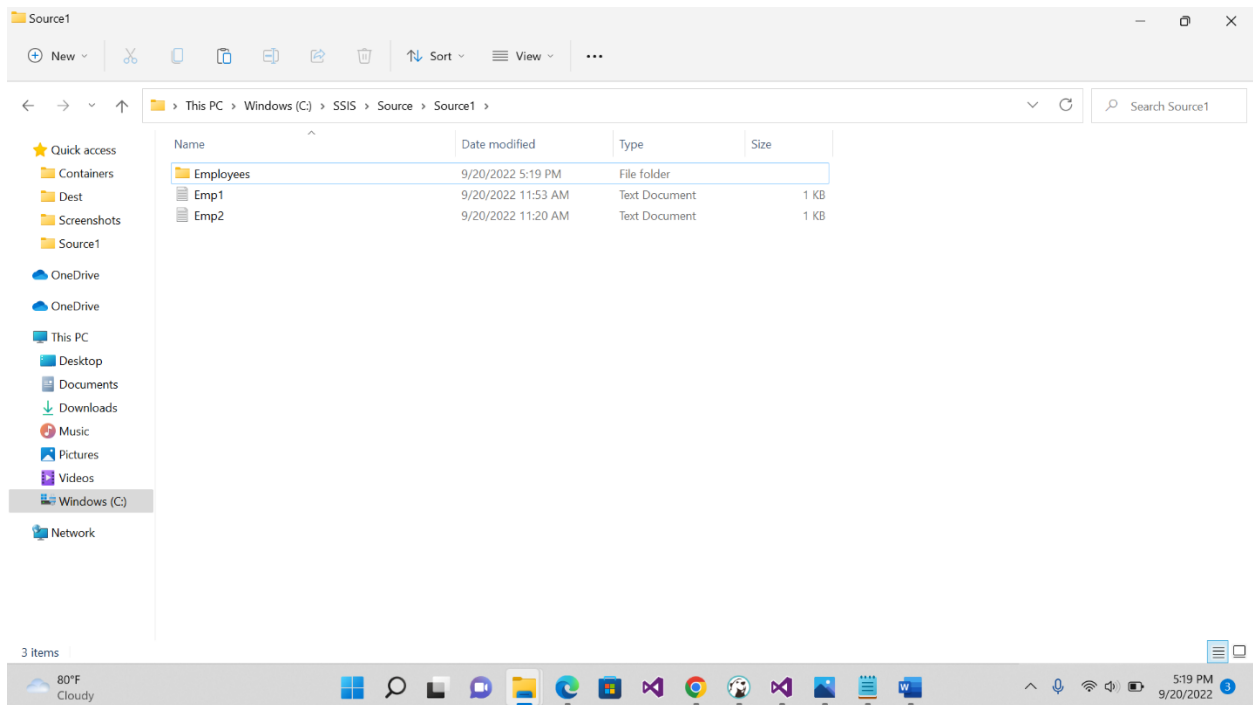 Source1
New
Sort
View
This PC > Windows (C:) > SSIS > Source > Source1 >
Search Source1
Name Date modified Type Size
Employees 9/20/2022 5:19 PM File folder
Emp1 9/20/2022 11:53 AM Text Document 1 KB
Emp2 9/20/2022 11:20 AM Text Document 1 KB
Quick access
Containers
Dest
Screenshots
Source1
OneDrive
OneDrive
This PC
Desktop
Documents
Downloads
Music
Pictures
Videos
Windows (C:)
Network
3 items
80°F
Cloudy
5:19 PM
9/20/2022
3